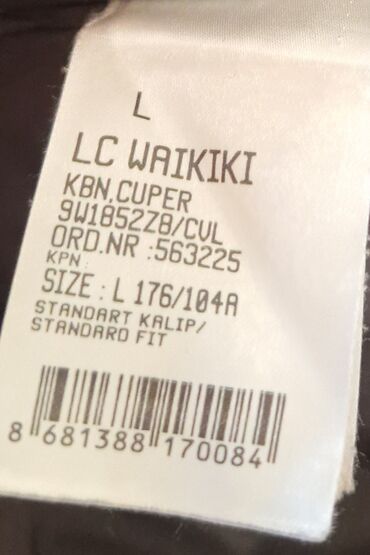 L
LC WAIKIKI
KBN,CUPER
9W1852Z8/CVL
ORD.NR :563225
KPN:
SIZE : L 176/104A
STANDART KALIP/
STANDARD FIT
8 681388 170084